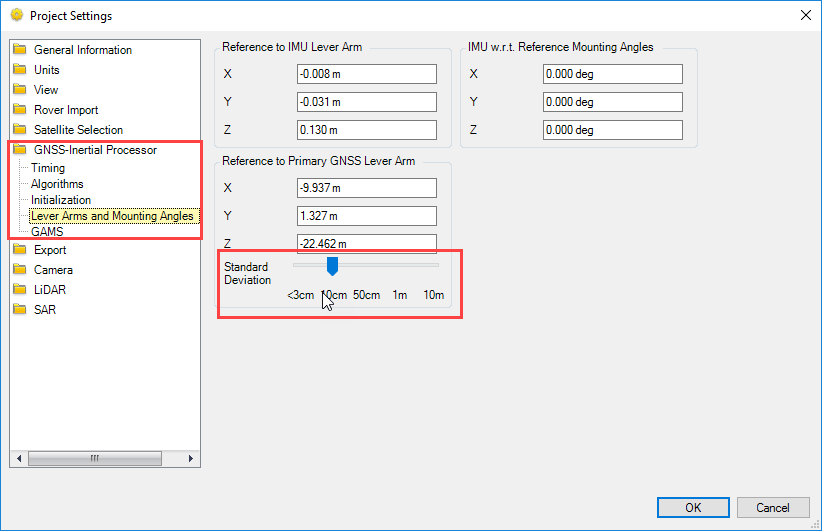 Project Settings
General Information
Units
View
Rover Import
Satellite Selection
GNSS-Inertial Processor
Timing
Algorithms
Initialization
Lever Arms and Mounting Angles
GAMS
Export
Camera
LiDAR
SAR
Reference to IMU Lever Arm
X -0.008 m
Y -0.031 m
Z 0.130 m
IMU w.r.t. Reference Mounting Angles
X 0.000 deg
Y 0.000 deg
Z 0.000 deg
Reference to Primary GNSS Lever Arm
X -9.937 m
Y 1.327 m
Z -22.462 m
Standard
Deviation
<3cm 10cm 50cm 1m 10m
OK Cancel